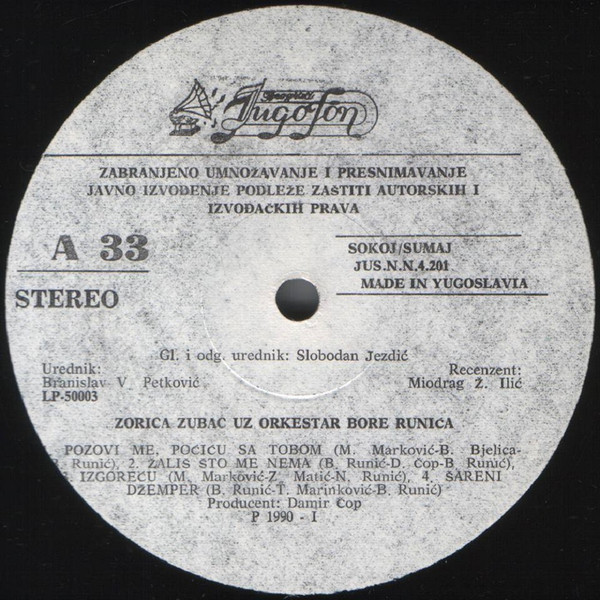 Beograd
Jugofon
ZABRANJENO UMNOŽAVANJE I PRESNIMAVANJE
JAVNO IZVOĐENJE PODLEŽE ZAŠTITI AUTORSKIH I
IZVOĐAČKIH PRAVA
A 33
STEREO
SOKOJ/SUMAJ
JUS.N.N.4.201
MADE IN YUGOSLAVIA
Gl. i odg. urednik: Slobodan Jezdić
Urednik:
Branislav V. Petković
LP-50003
Recenzent:
Miodrag Ž. Ilić
ZORICA ZUBAC UZ ORKESTAR BORE RUNIĆA
POZOVI ME, POĆIĆU SA TOBOM (M. Marković-B. Bjelica-
Runić), 2. ŽALIŠ ŠTO ME NEMA (B. Runić-D. Čop-B Runić),
IZGOREĆU (M. Marković-Z Matić-N. Runić), 4. ŠARENI
DŽEMPER (B. Runić-T. Marinković-B. Runić)
Producent: Damir Čop
P 1990 - I